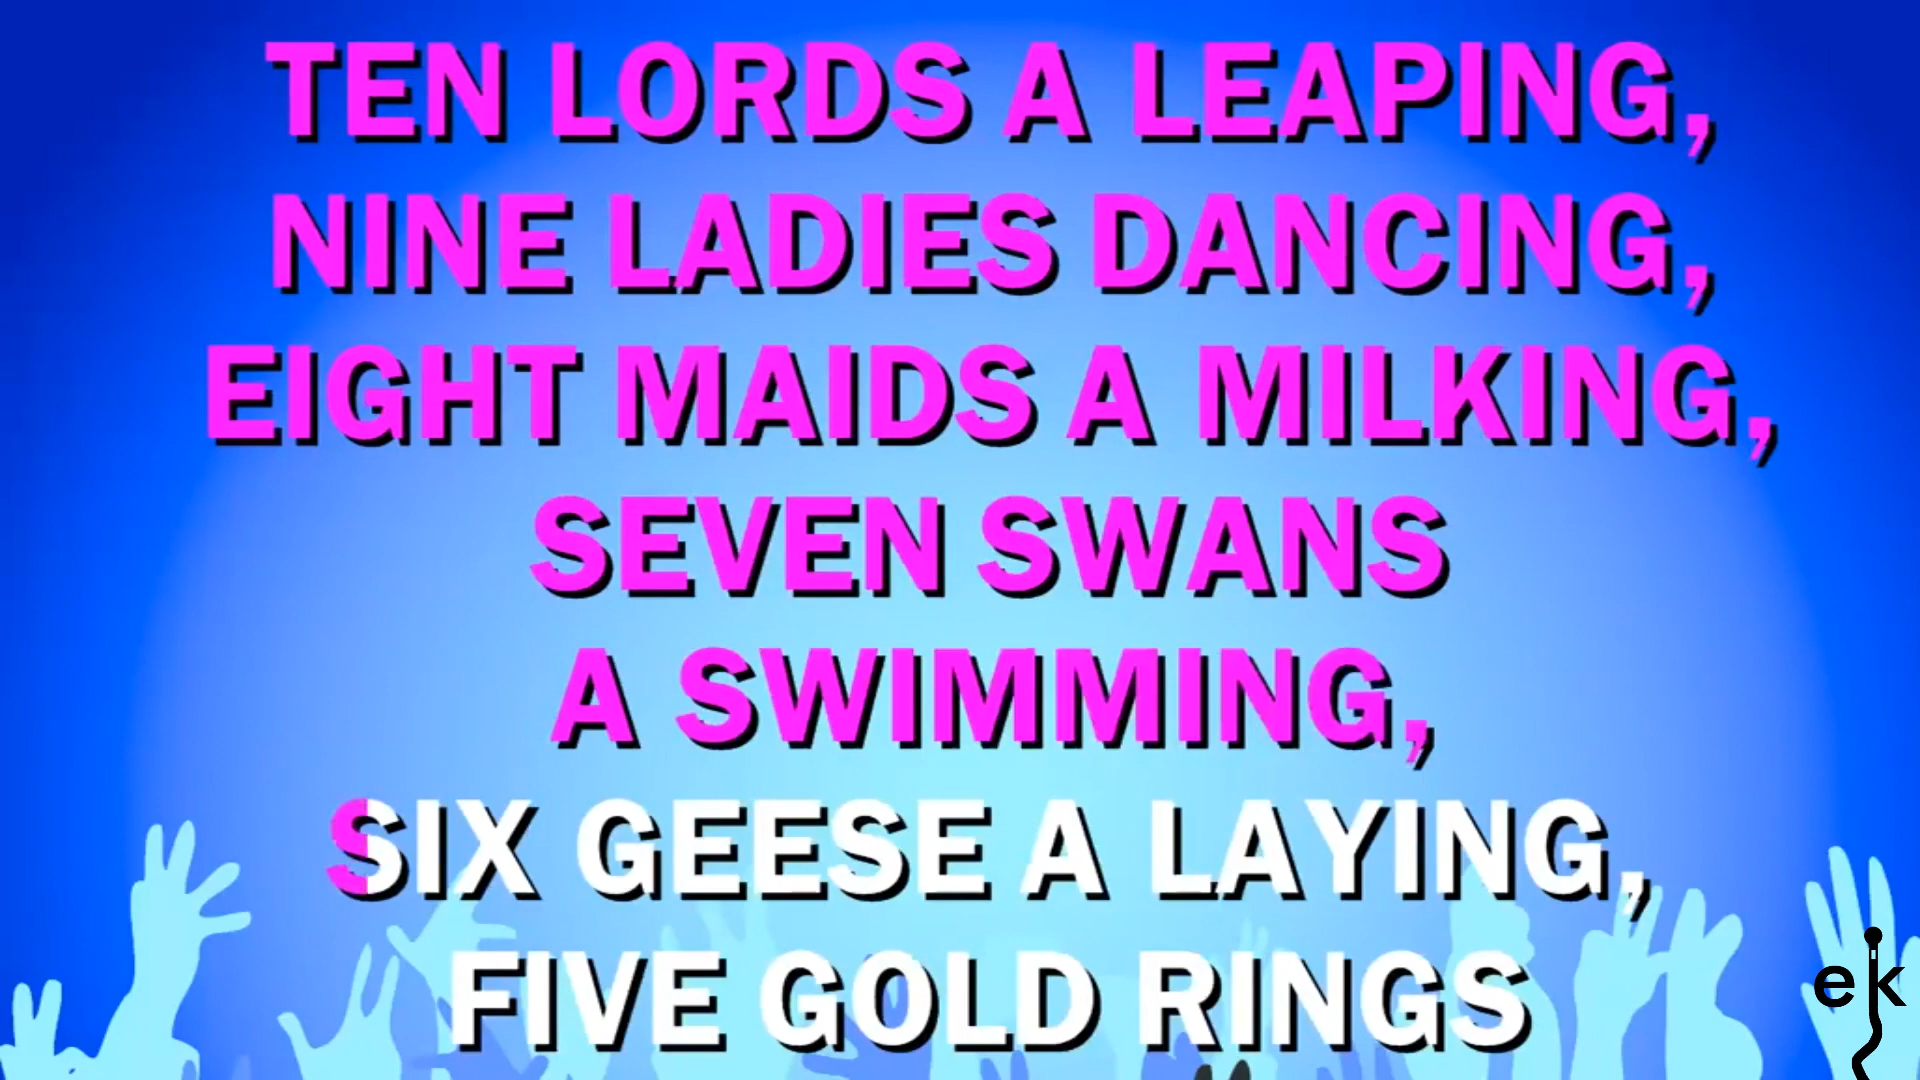 TEN LORDS A LEAPING,
NINE LADIES DANCING,
EIGHT MAIDS A MILKING,
SEVEN SWANS
A SWIMMING,
SIX GEESE A LAYING,
FIVE GOLD RINGS
ek